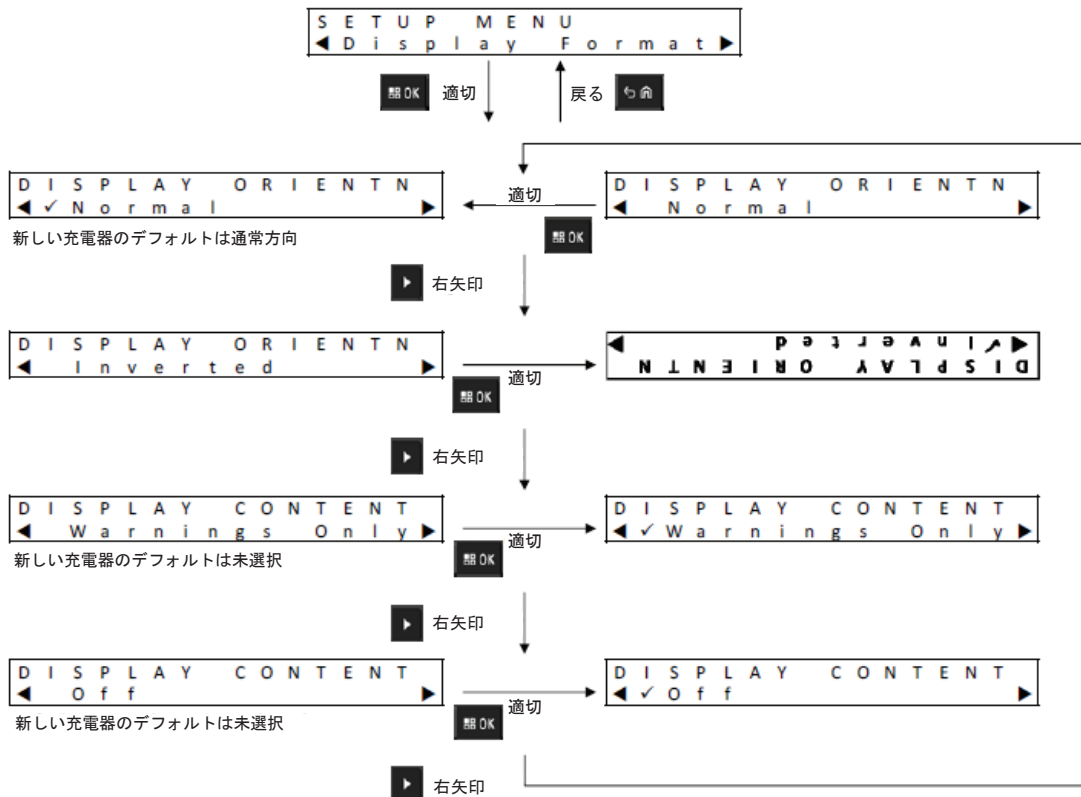 SETUP MENU
◀Display Format▶
OK 適切 戻る
DISPLAY ORIENTN
◀✓Normal▶
新しい充電器のデフォルトは通常方向
適切
OK
DISPLAY ORIENTN
◀ Normal▶
右矢印
DISPLAY ORIENTN
◀ Inverted▶
適切
OK
DISPLAY ORIENTN
◀✓Inverted▶
右矢印
DISPLAY CONTENT
◀ Warnings Only▶
新しい充電器のデフォルトは未選択
適切
OK
DISPLAY CONTENT
◀✓Warnings Only▶
右矢印
DISPLAY CONTENT
◀ Off▶
新しい充電器のデフォルトは未選択
適切
OK
DISPLAY CONTENT
◀✓Off▶
右矢印